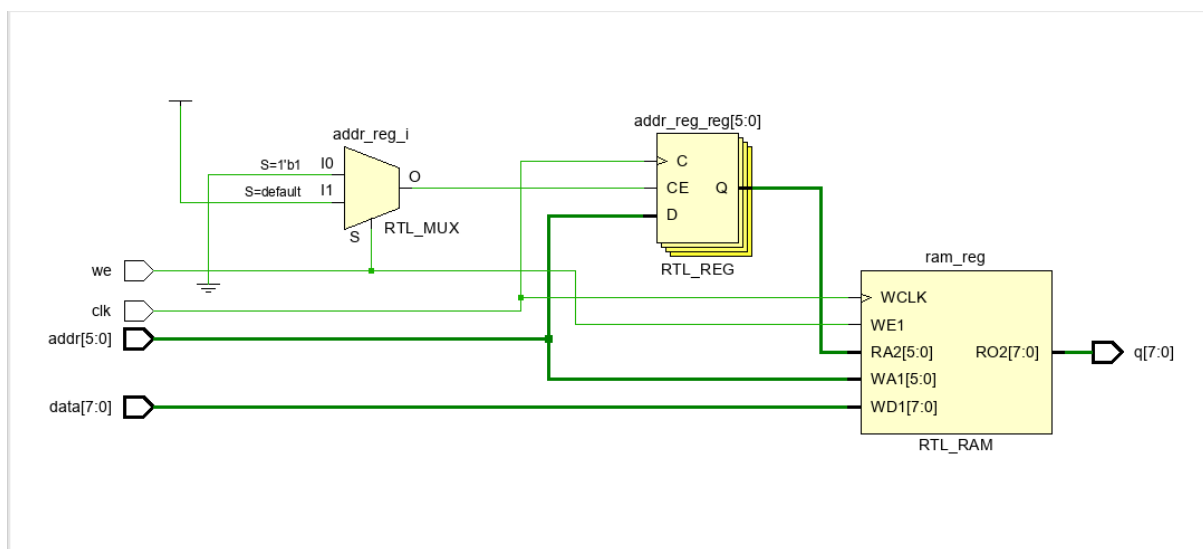 addr_reg_i
S=1'b1
I0
S=default
I1
O
S
RTL_MUX
addr_reg_reg[5:0]
C
CE
Q
D
RTL_REG
we
clk
addr[5:0]
data[7:0]
ram_reg
WCLK
WE1
RA2[5:0]
RO2[7:0]
WA1[5:0]
WD1[7:0]
RTL_RAM
q[7:0]